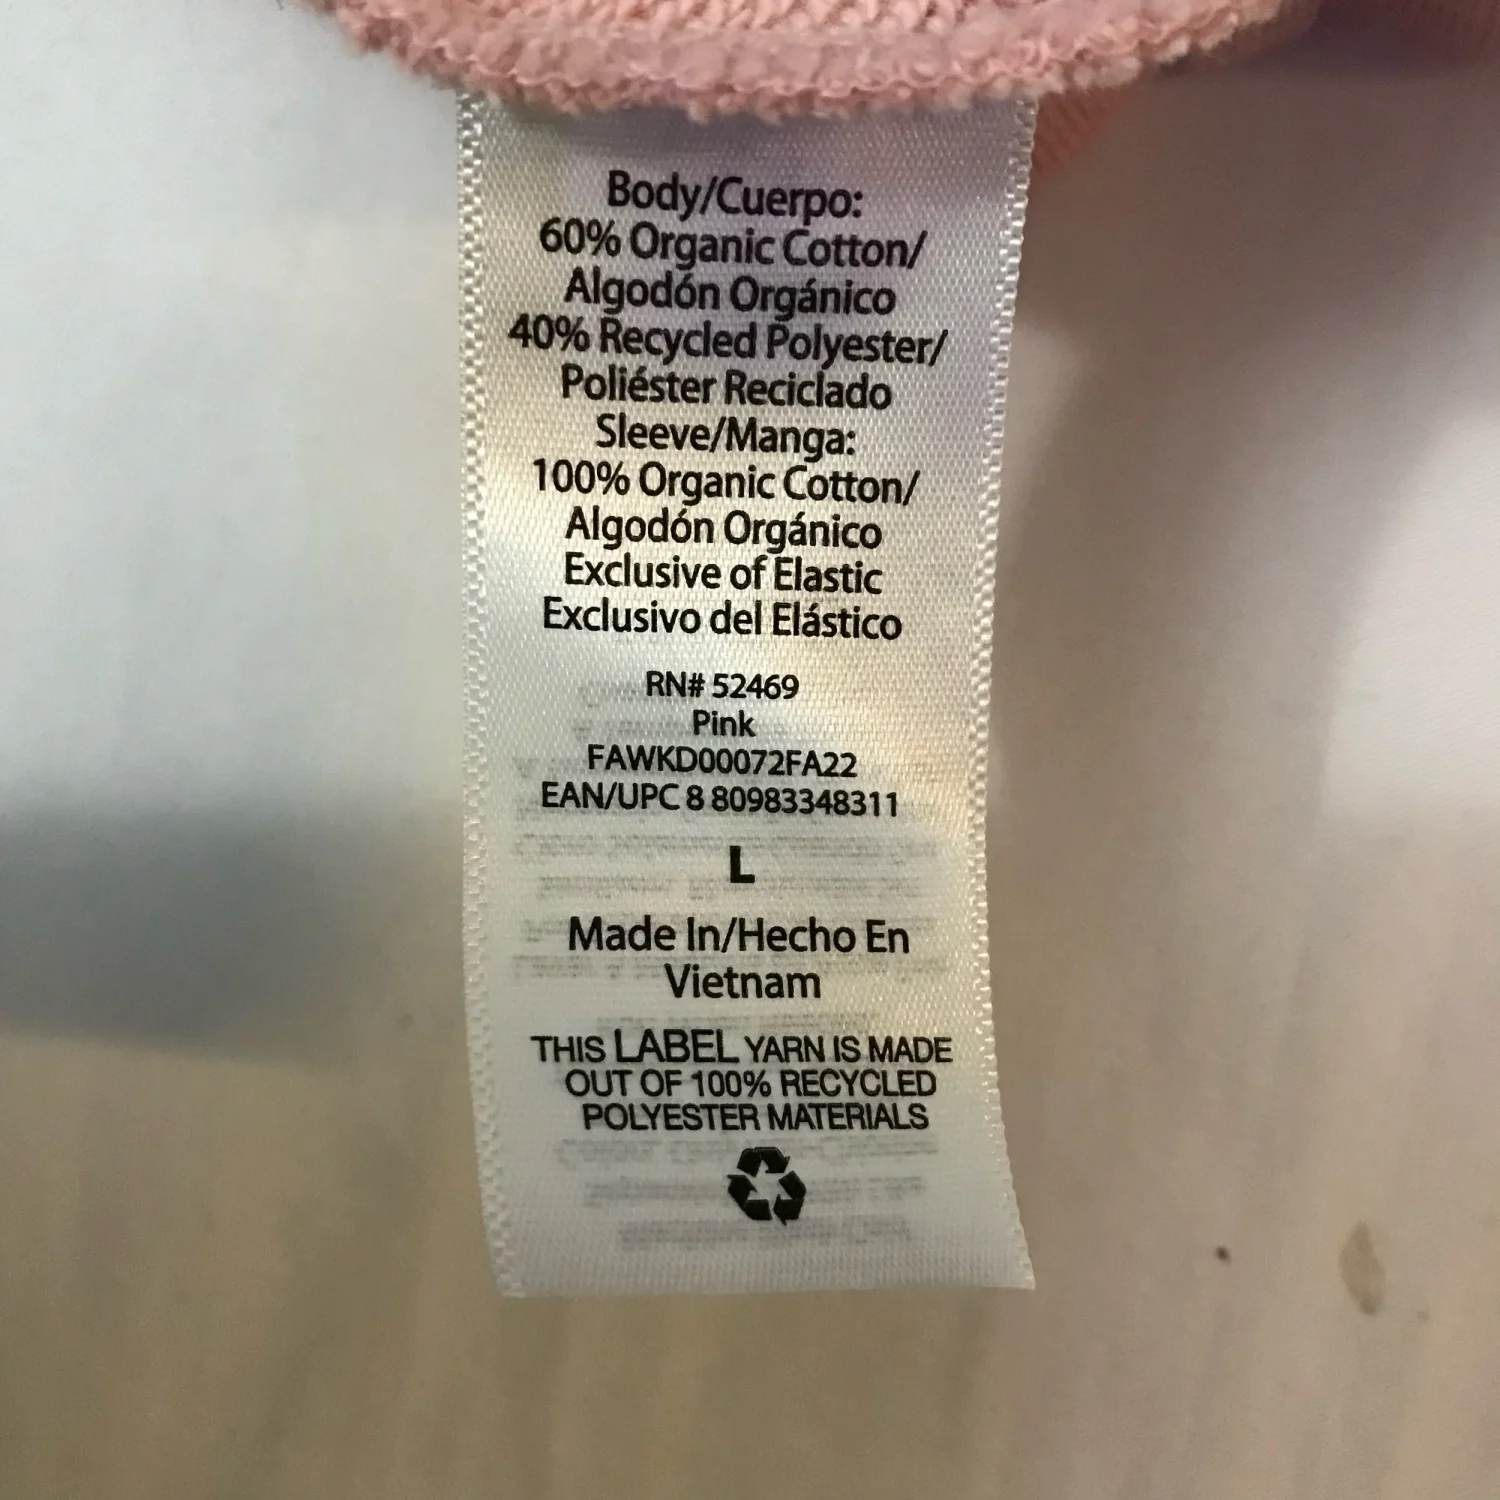 Body/Cuerpo:
60% Organic Cotton/
Algodón Orgánico
40% Recycled Polyester/
Poliéster Reciclado
Sleeve/Manga:
100% Organic Cotton/
Algodón Orgánico
Exclusive of Elastic
Exclusivo del Elástico
RN# 52469
Pink
FAWKD00072FA22
EAN/UPC 8 80983348311
L
Made In/Hecho En
Vietnam
THIS LABEL YARN IS MADE
OUT OF 100% RECYCLED
POLYESTER MATERIALS